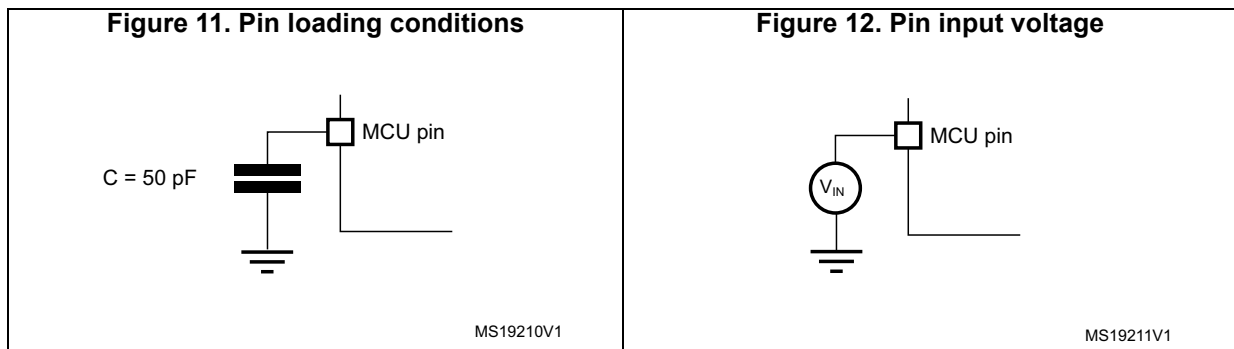 Figure 11. Pin loading conditions
MCU pin
C = 50 pF
MS19210V1
Figure 12. Pin input voltage
MCU pin
VIN
MS19211V1